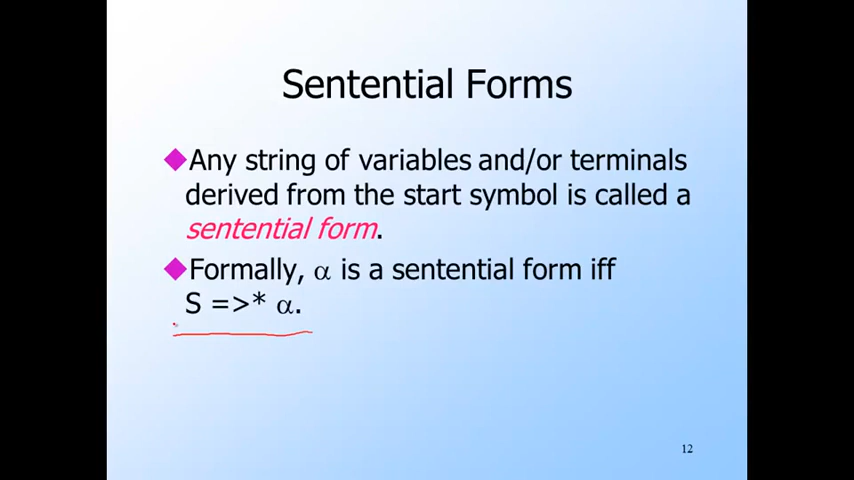 Sentential Forms
Any string of variables and/or terminals
derived from the start symbol is called a
sentential form.
Formally, α is a sentential form iff
S =>* α.
12